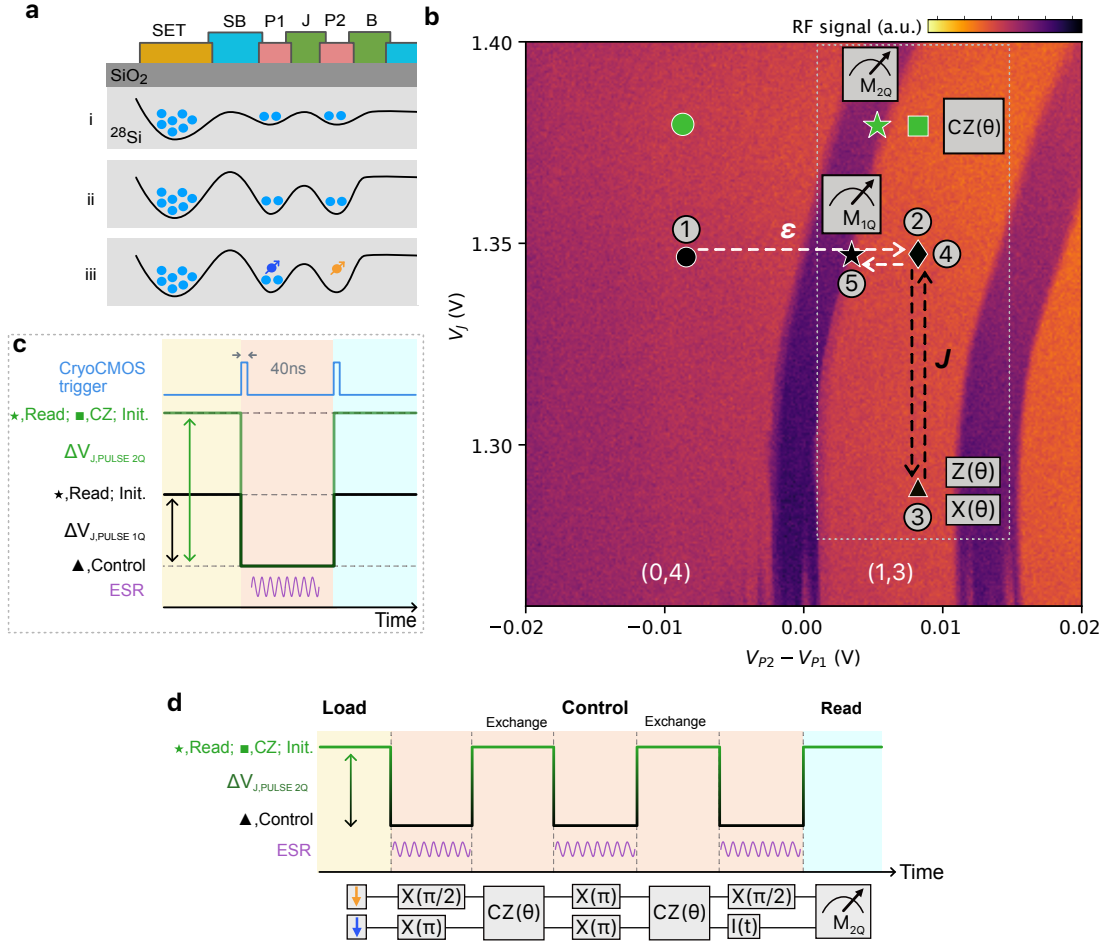 a
SET SB P1 J P2 B
SiO2
i
28Si
ii
iii
b
RF signal (a.u.)
1.40
1.35
1.30
VJ (V)
M2Q
CZ(θ)
M1Q
1
ε
2
4
5
J
3
Z(θ)
X(θ)
(0,4)
(1,3)
−0.02 −0.01 0.00 0.01 0.02
VP2 − VP1 (V)
c
CryoCMOS
trigger
40ns
★,Read; ■,CZ; Init.
ΔVJ,PULSE 2Q
★,Read; Init.
ΔVJ,PULSE 1Q
▲,Control
ESR
Time
d
Load Control Read
Exchange Exchange
★,Read; ■,CZ; Init.
ΔVJ,PULSE 2Q
▲,Control
ESR
Time
X(π/2) CZ(θ) X(π) CZ(θ) X(π/2)
X(π) X(π) I(t) M2Q